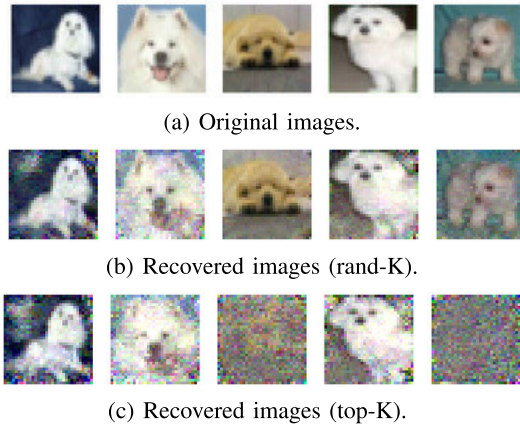 (a) Original images.
(b) Recovered images (rand-K).
(c) Recovered images (top-K).